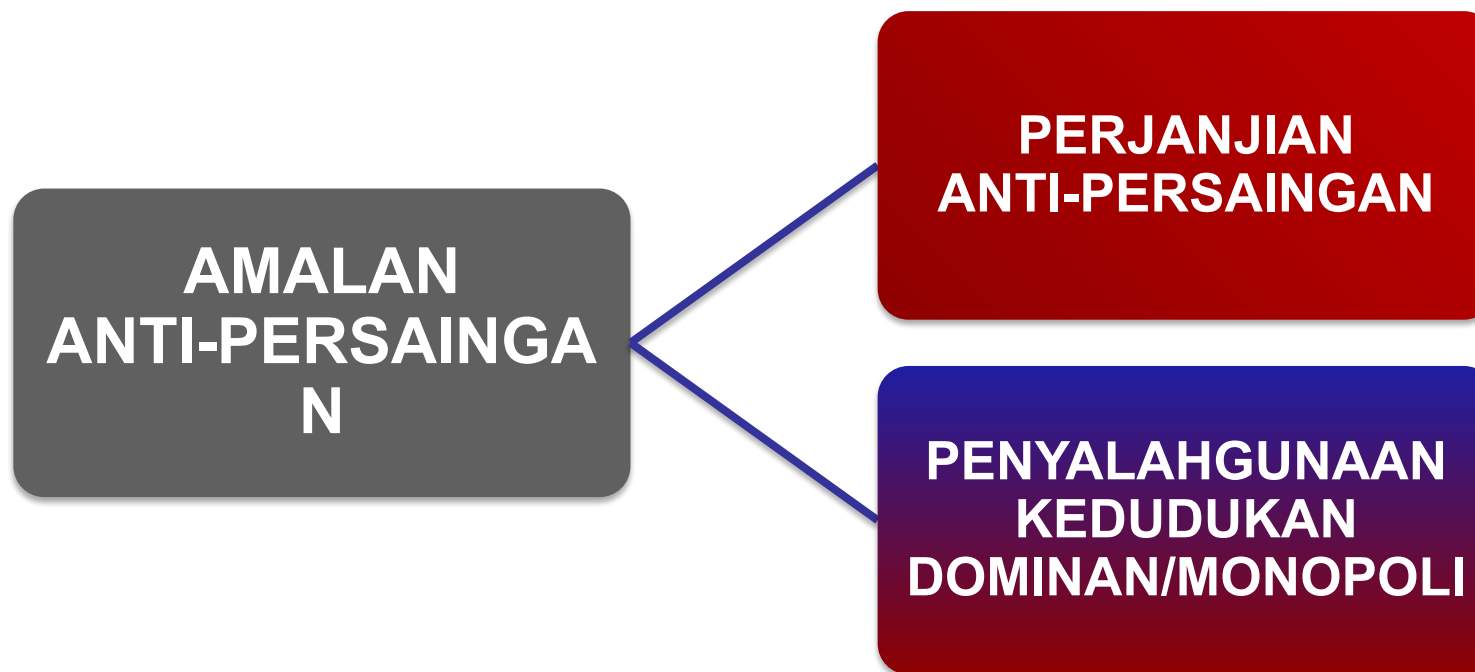 AMALAN
ANTI-PERSAINGA
N
PERJANJIAN
ANTI-PERSAINGAN
PENYALAHGUNAAN
KEDUDUKAN
DOMINAN/MONOPOLI